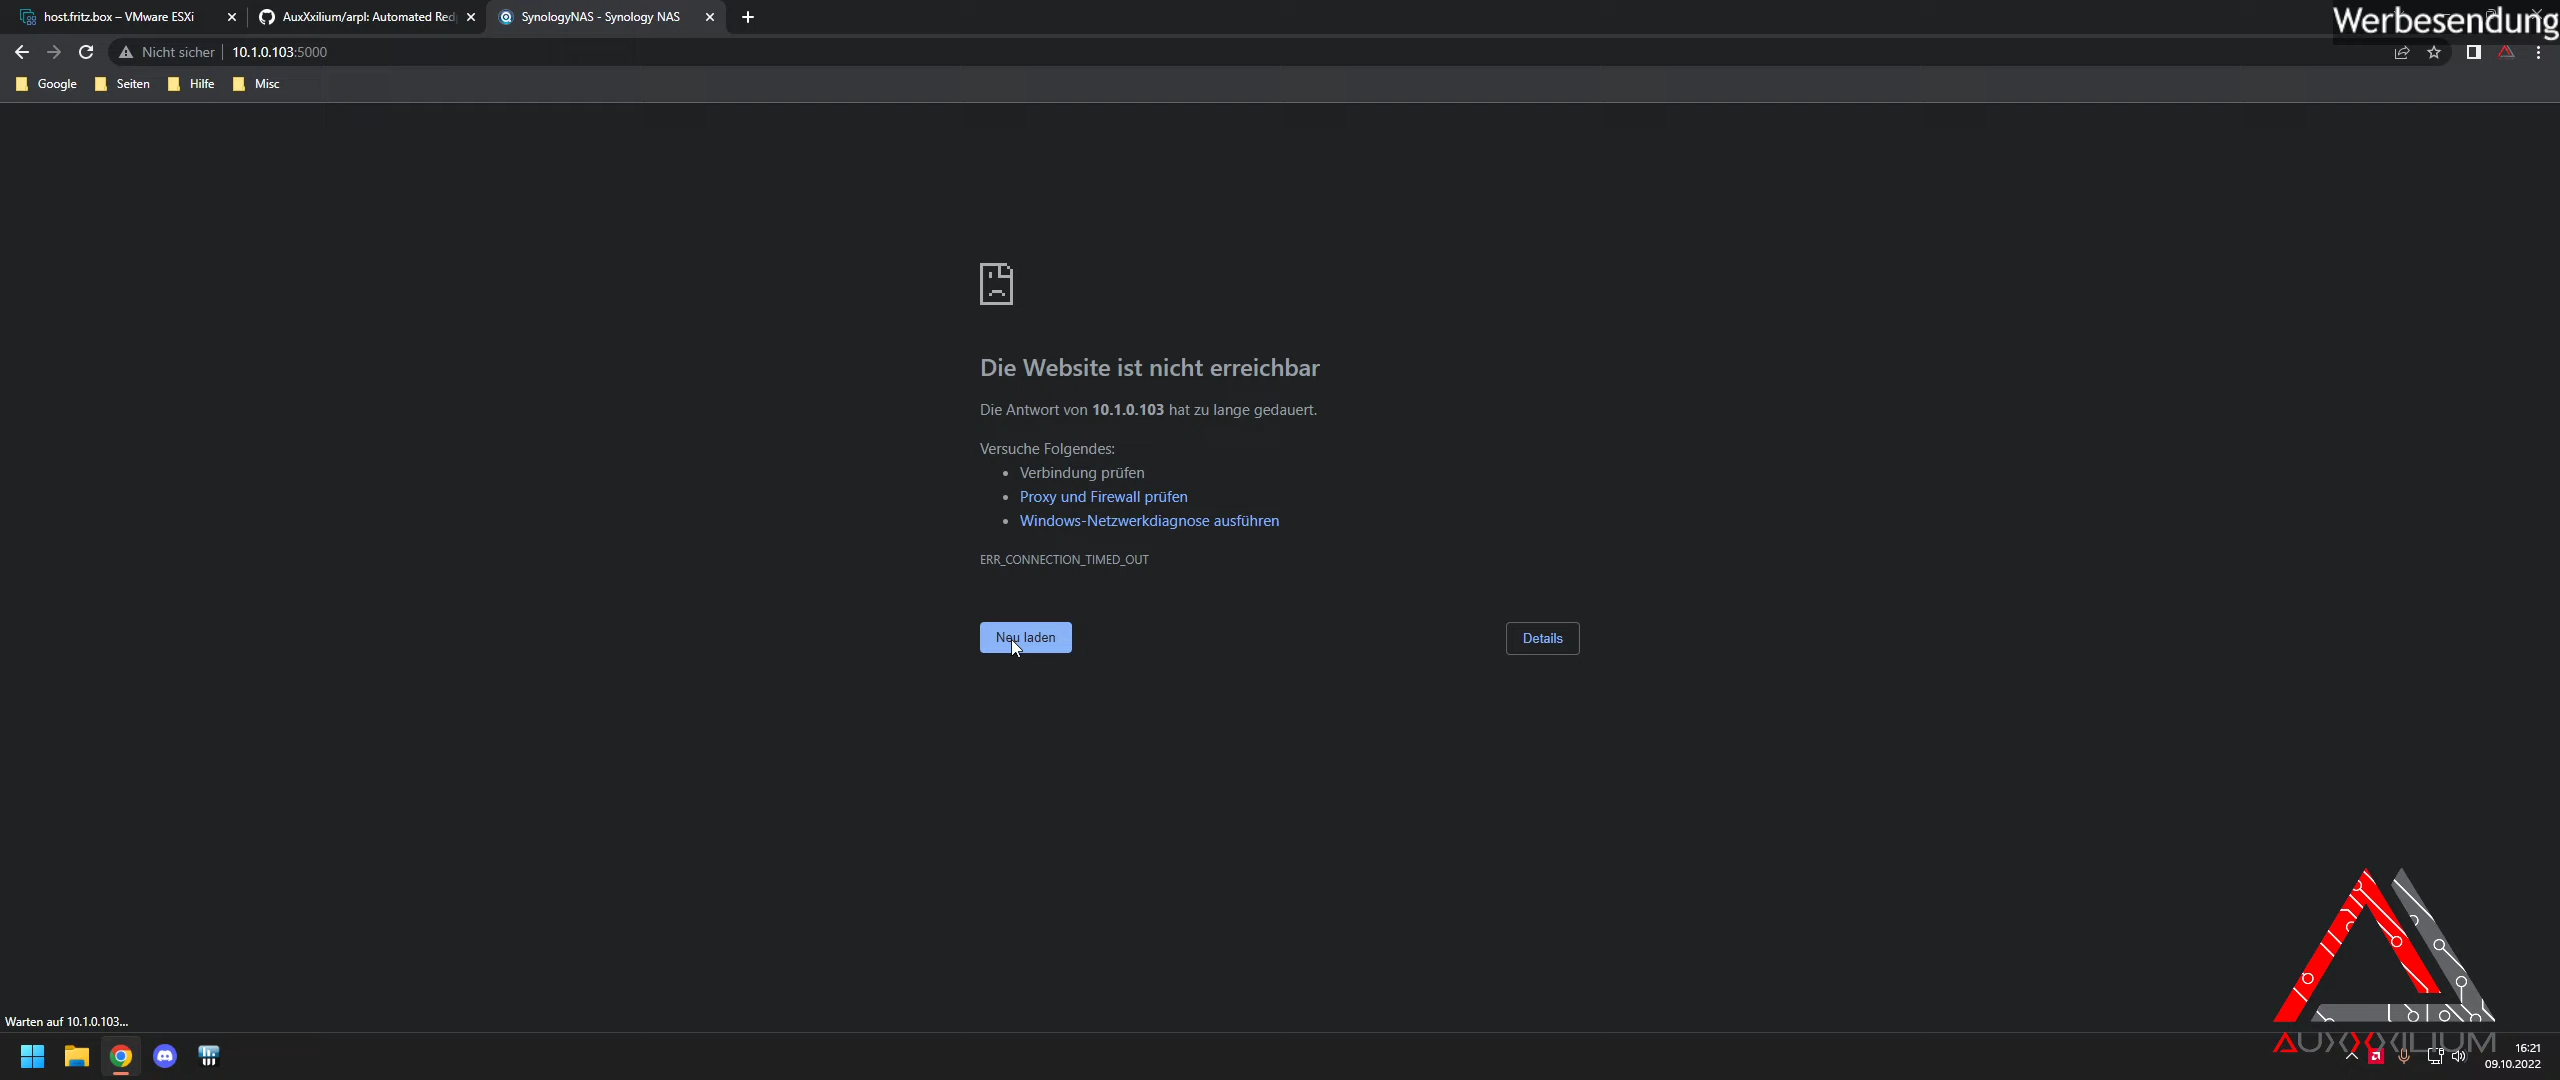 host.fritz.box – VMware ESXi
AuxXxilium/arpl: Automated Red
SynologyNAS - Synology NAS
Werbesendung
Nicht sicher
10.1.0.103:5000
Google
Seiten
Hilfe
Misc
Die Website ist nicht erreichbar
Die Antwort von 10.1.0.103 hat zu lange gedauert.
Versuche Folgendes:
• Verbindung prüfen
• Proxy und Firewall prüfen
• Windows-Netzwerkdiagnose ausführen
ERR_CONNECTION_TIMED_OUT
Neu laden
Details
Warten auf 10.1.0.103...
AUXXXILIUM
16:21
09.10.2022